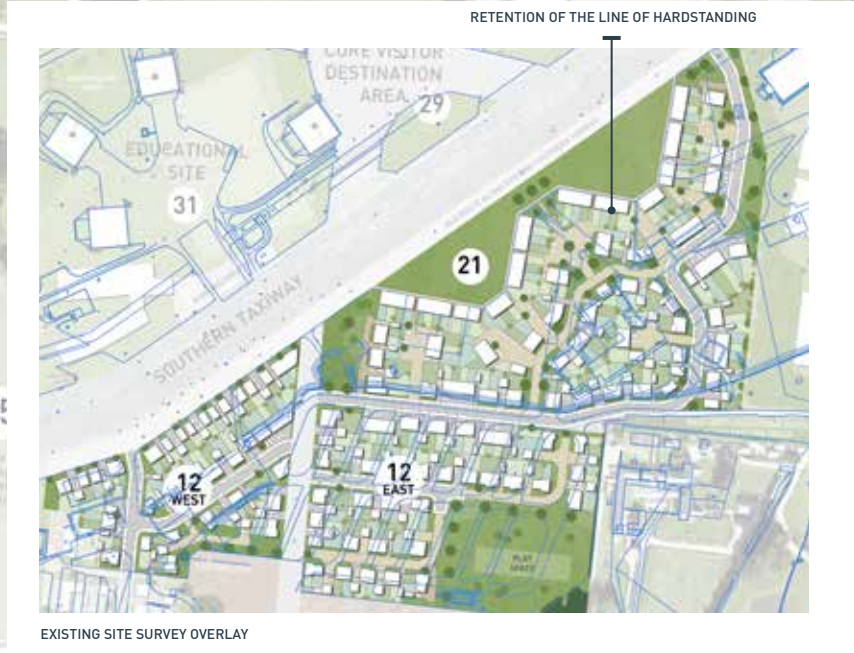 RETENTION OF THE LINE OF HARDSTANDING
CORE VISITOR
DESTINATION
AREA
29
EDUCATIONAL
SITE
31
21
SOUTHERN TAXIWAY
12
WEST
12
EAST
PLAY
SPACE
EXISTING SITE SURVEY OVERLAY